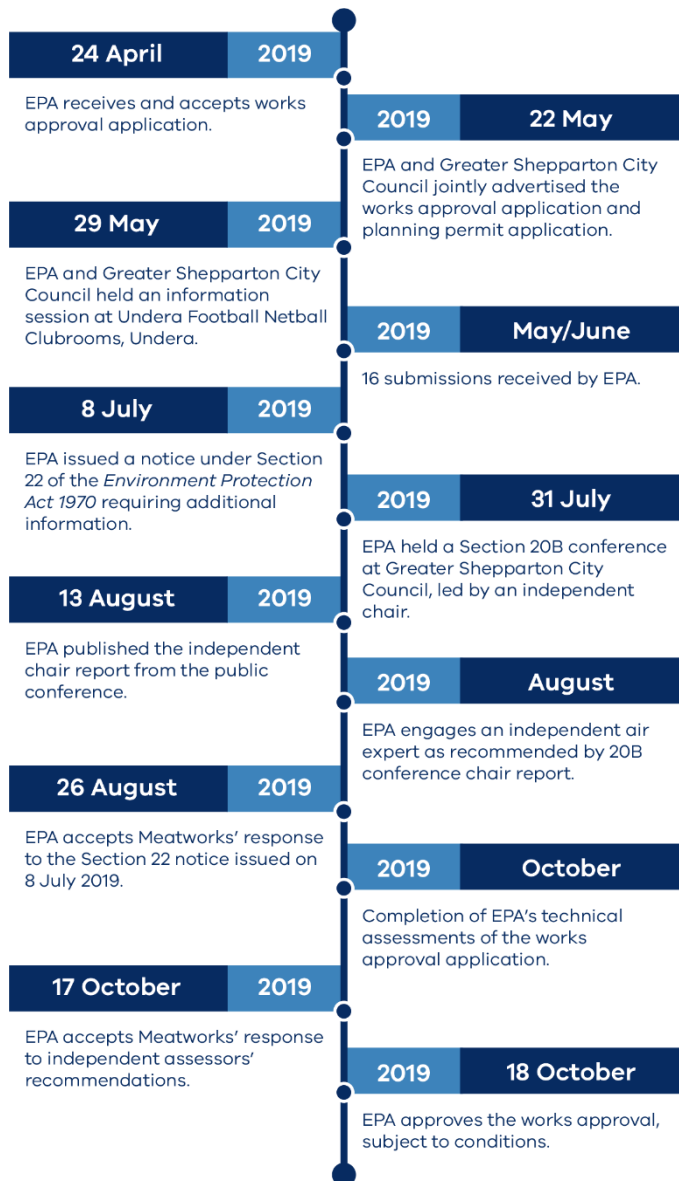 24 April 2019
EPA receives and accepts works
approval application.
2019 22 May
EPA and Greater Shepparton City
Council jointly advertised the
works approval application and
planning permit application.
29 May 2019
EPA and Greater Shepparton City
Council held an information
session at Undera Football Netball
Clubrooms, Undera.
2019 May/June
16 submissions received by EPA.
8 July 2019
EPA issued a notice under Section
22 of the Environment Protection
Act 1970 requiring additional
information.
2019 31 July
EPA held a Section 20B conference
at Greater Shepparton City
Council, led by an independent
chair.
13 August 2019
EPA published the independent
chair report from the public
conference.
2019 August
EPA engages an independent air
expert as recommended by 20B
conference chair report.
26 August 2019
EPA accepts Meatworks’ response
to the Section 22 notice issued on
8 July 2019.
2019 October
Completion of EPA’s technical
assessments of the works
approval application.
17 October 2019
EPA accepts Meatworks’ response
to independent assessors’
recommendations.
2019 18 October
EPA approves the works approval,
subject to conditions.